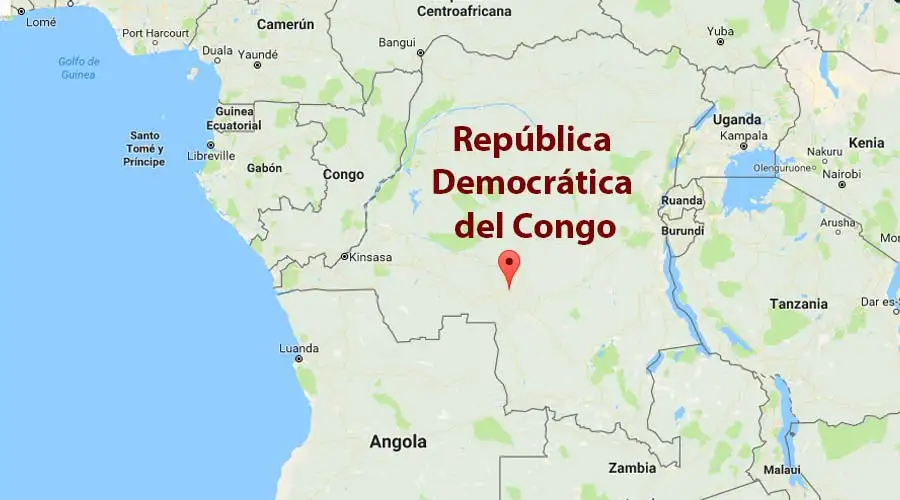 Lomé
Port Harcourt
Camerún
Centroafricana
Yuba
Duala
Yaundé
Bangui
Golfo de
Guinea
Guinea
Ecuatorial
Santo
Tomé y
Príncipe
Libreville
Gabón
Congo
República
Democrática
del Congo
Uganda
Kampala
Kenia
Nakuru
Olenguruone
Nairobi
Ruanda
Burundi
Arusha
Mo
Kinsasa
Tanzania
Dar es-
Luanda
Angola
Zambia
Malaui